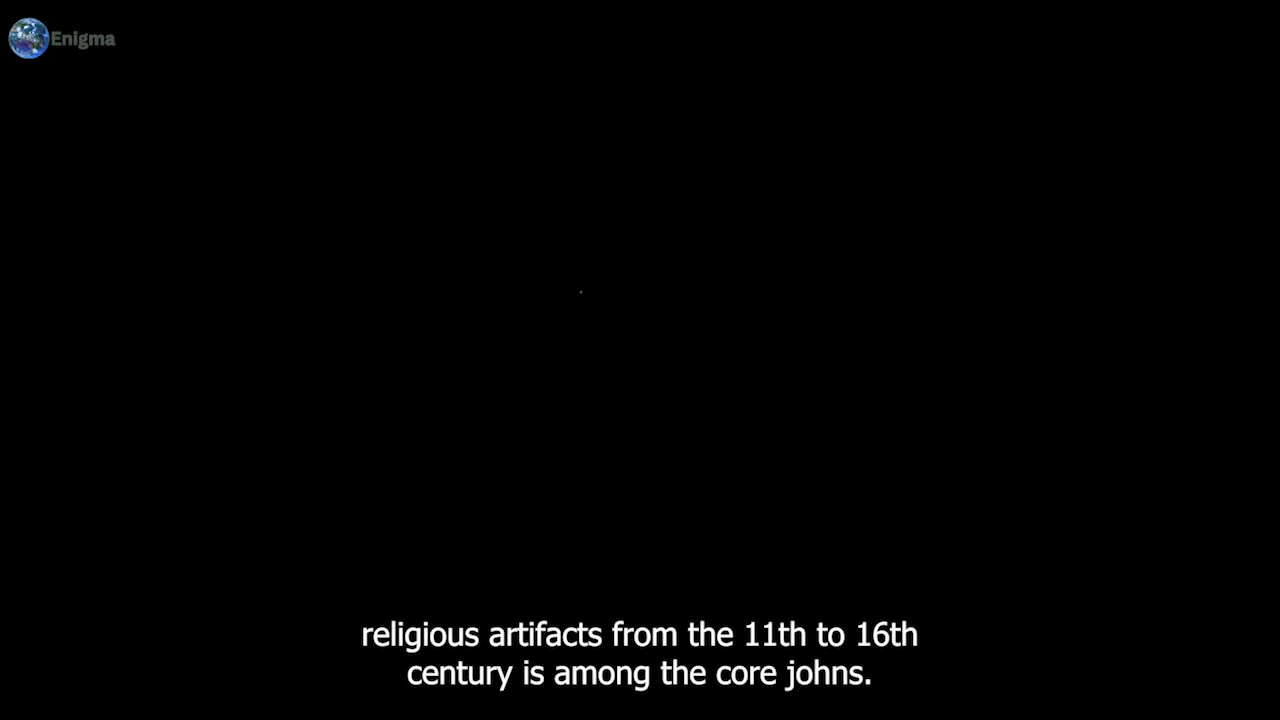 Enigma
religious artifacts from the 11th to 16th
century is among the core johns.